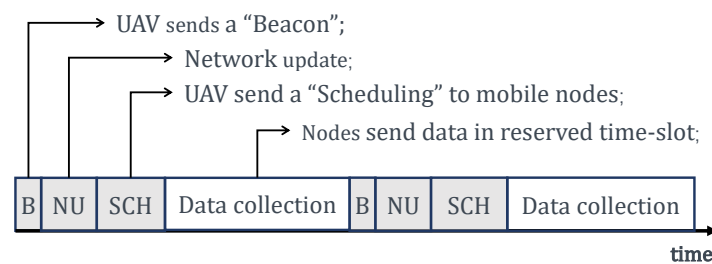 UAV sends a “Beacon”;
Network update;
UAV send a “Scheduling” to mobile nodes;
Nodes send data in reserved time-slot;
B NU SCH Data collection B NU SCH Data collection
time